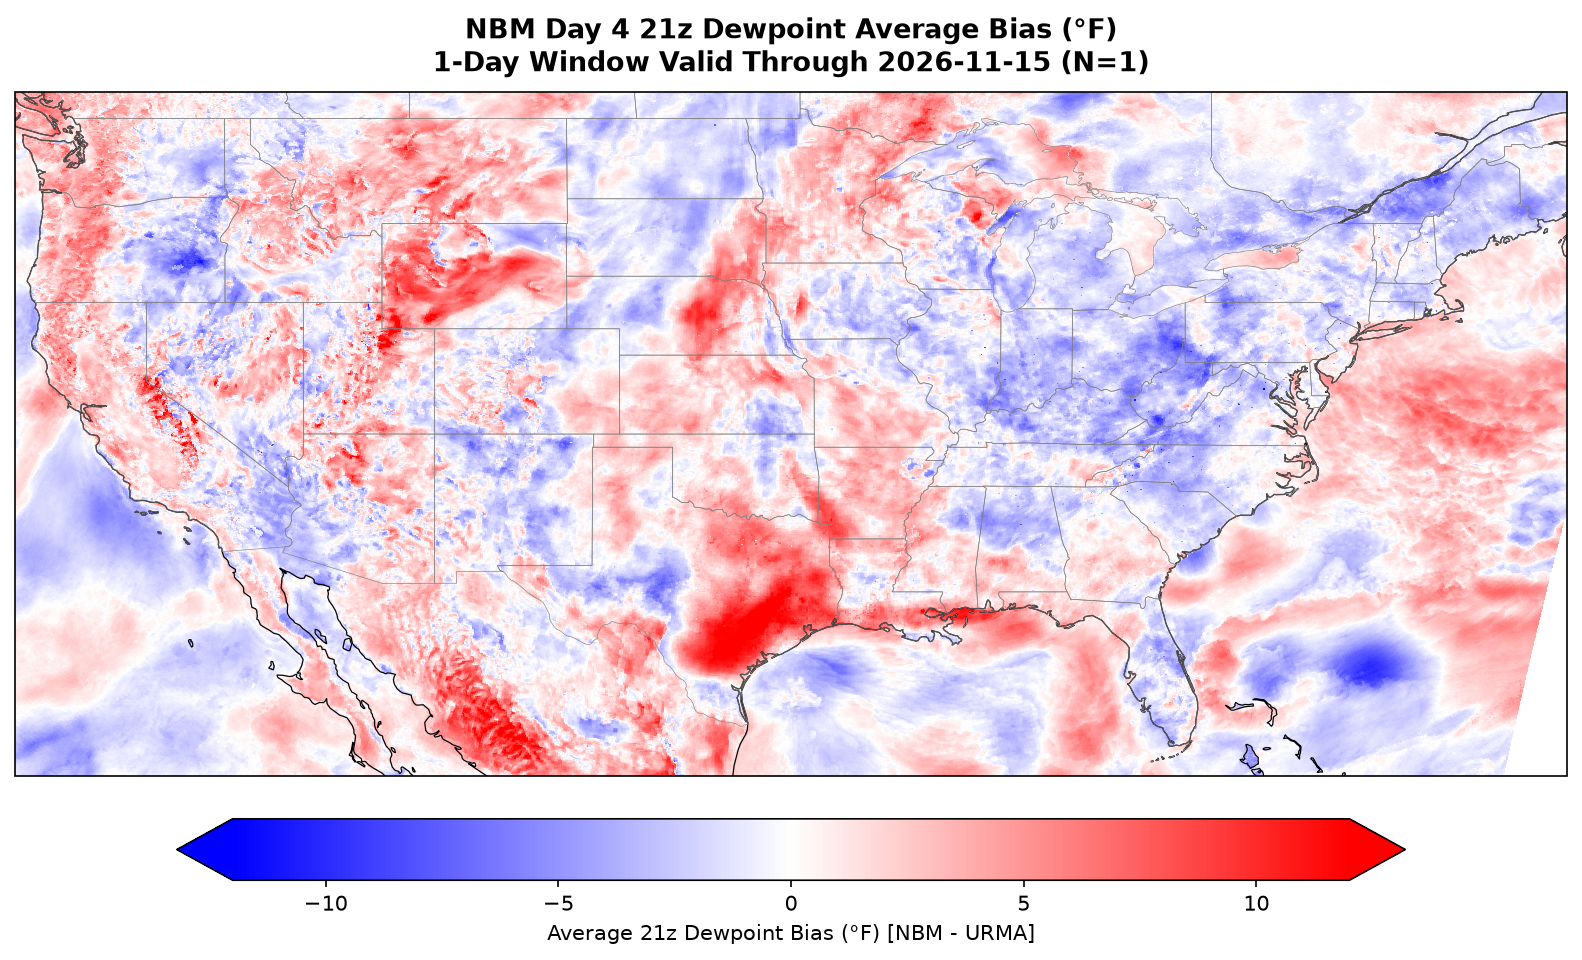 NBM Day 4 21z Dewpoint Average Bias (°F)
1-Day Window Valid Through 2026-11-15 (N=1)
−10 −5 0 5 10
Average 21z Dewpoint Bias (°F) [NBM - URMA]